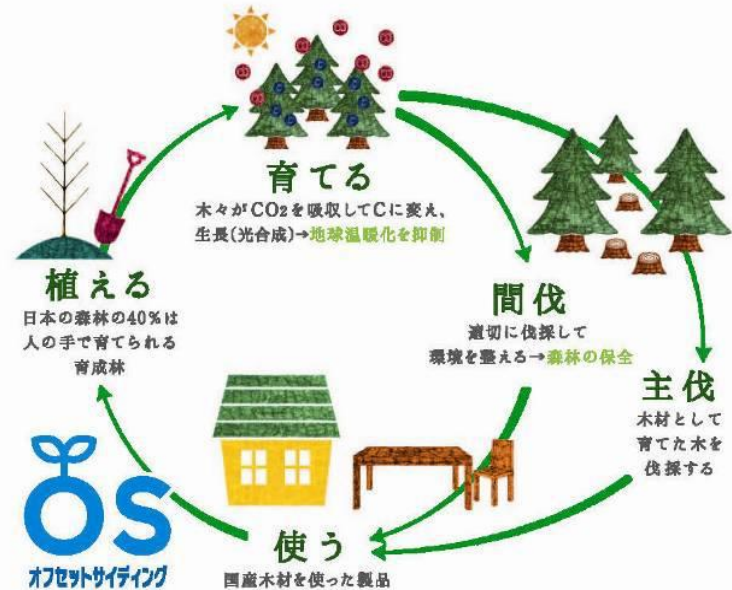 育てる
木々がCO2を吸収してCに変え、
生長(光合成)→地球温暖化を抑制
植える
日本の森林の40%は
人の手で育てられる
育成林
間伐
適切に伐採して
環境を整える→森林の保全
主伐
木材として
育てた木を
伐採する
使う
国産木材を使った製品
OS
オフセットサイディング